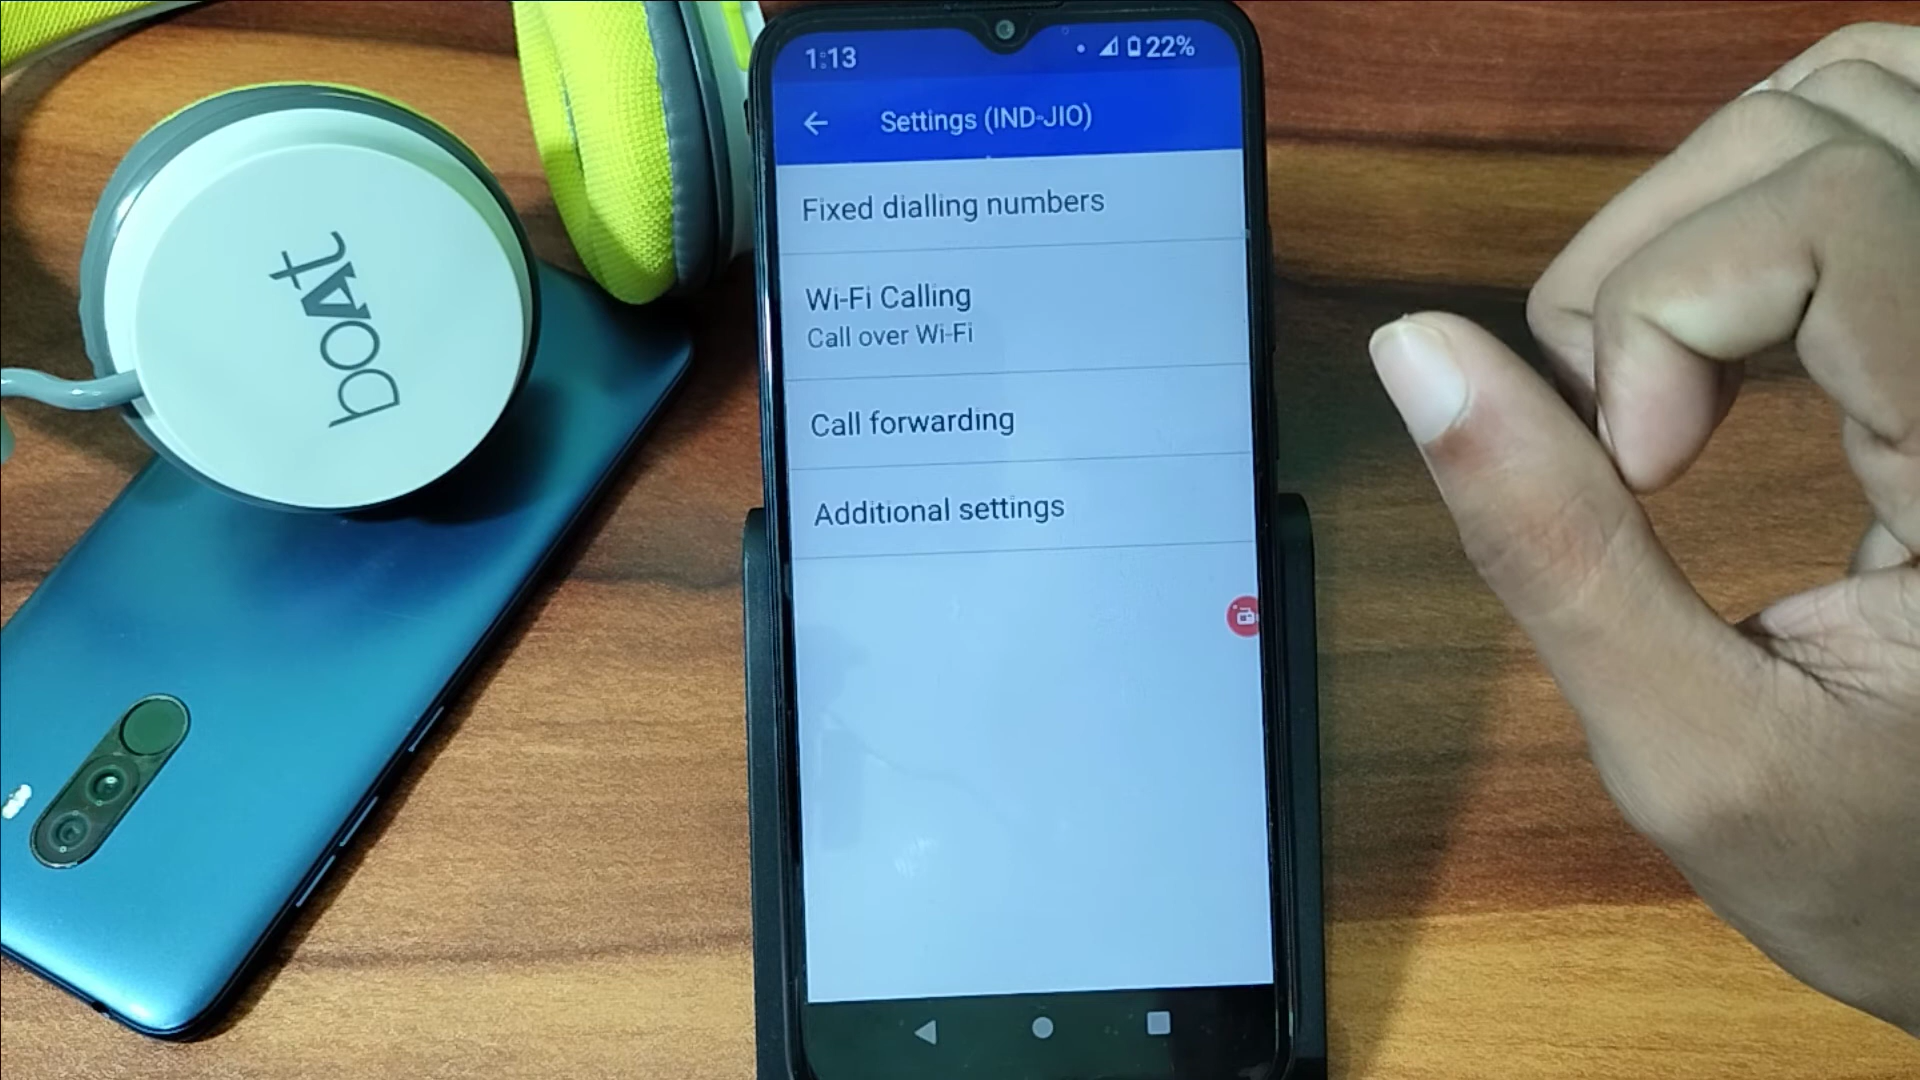 boAt
1:13
22%
Settings (IND-JIO)
Fixed dialling numbers
Wi-Fi Calling
Call over Wi-Fi
Call forwarding
Additional settings